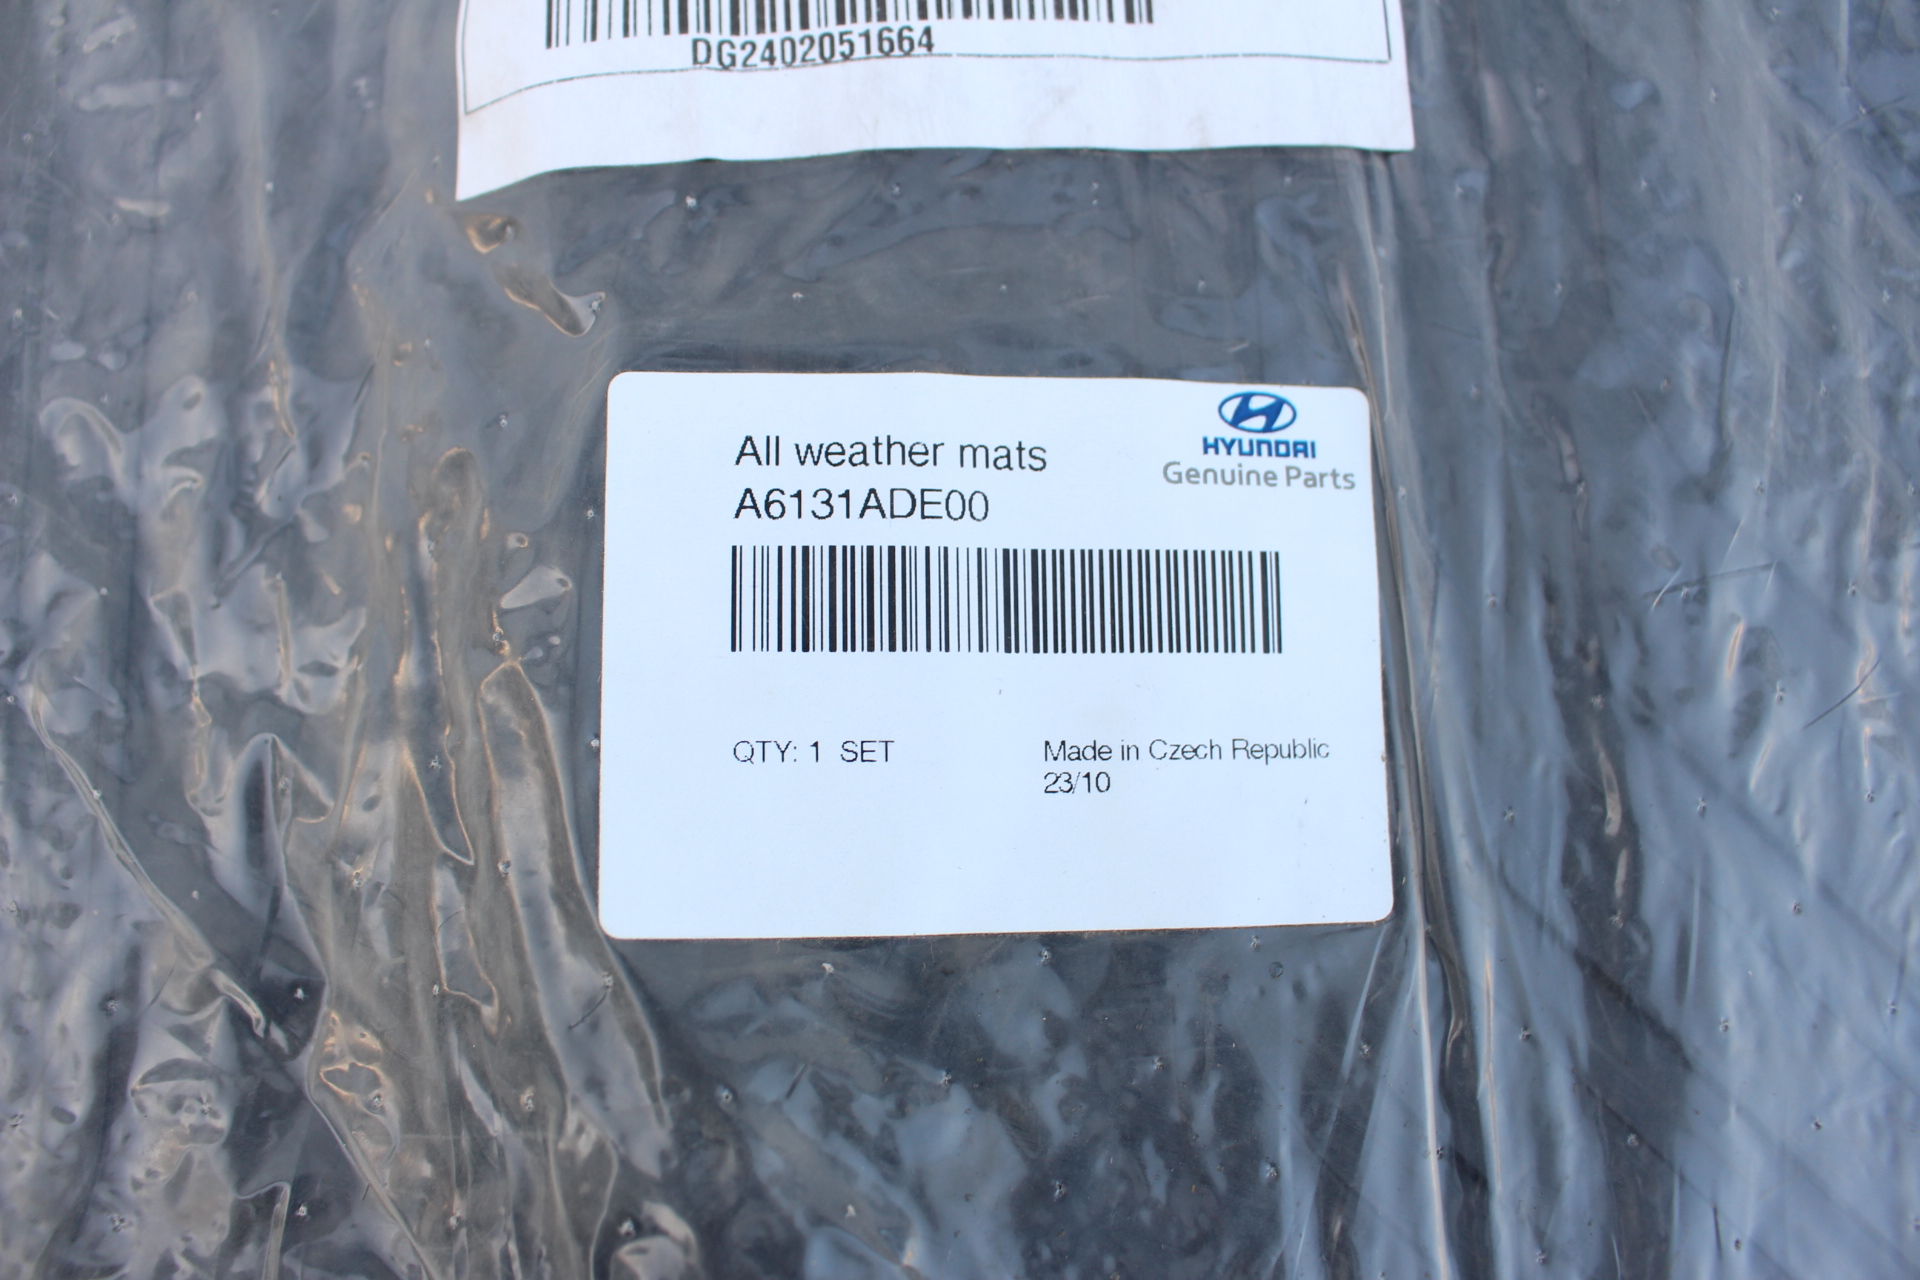 DG2402051664
HYUNDAI
Genuine Parts
All weather mats
A6131ADE00
QTY: 1 SET
Made in Czech Republic
23/10